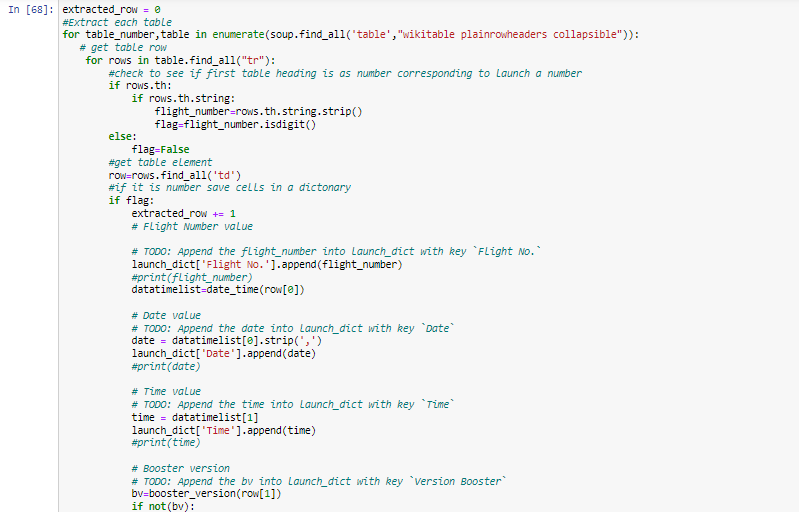 In [68]: extracted_row = 0
#Extract each table
for table_number,table in enumerate(soup.find_all('table',"wikitable plainrowheaders collapsible")):
   # get table row
    for rows in table.find_all("tr"):
        #check to see if first table heading is as number corresponding to launch a number
        if rows.th:
            if rows.th.string:
                flight_number=rows.th.string.strip()
                flag=flight_number.isdigit()
        else:
            flag=False
        #get table element
        row=rows.find_all('td')
        #if it is number save cells in a dictonary
        if flag:
            extracted_row += 1
            # Flight Number value
            # TODO: Append the flight_number into launch_dict with key `Flight No.`
            launch_dict['Flight No.'].append(flight_number)
            #print(flight_number)
            datatimelist=date_time(row[0])
            # Date value
            # TODO: Append the date into launch_dict with key `Date`
            date = datatimelist[0].strip(',')
            launch_dict['Date'].append(date)
            #print(date)
            # Time value
            # TODO: Append the time into launch_dict with key `Time`
            time = datatimelist[1]
            launch_dict['Time'].append(time)
            #print(time)
            # Booster version
            # TODO: Append the bv into launch_dict with key `Version Booster`
            bv=booster_version(row[1])
            if not(bv):